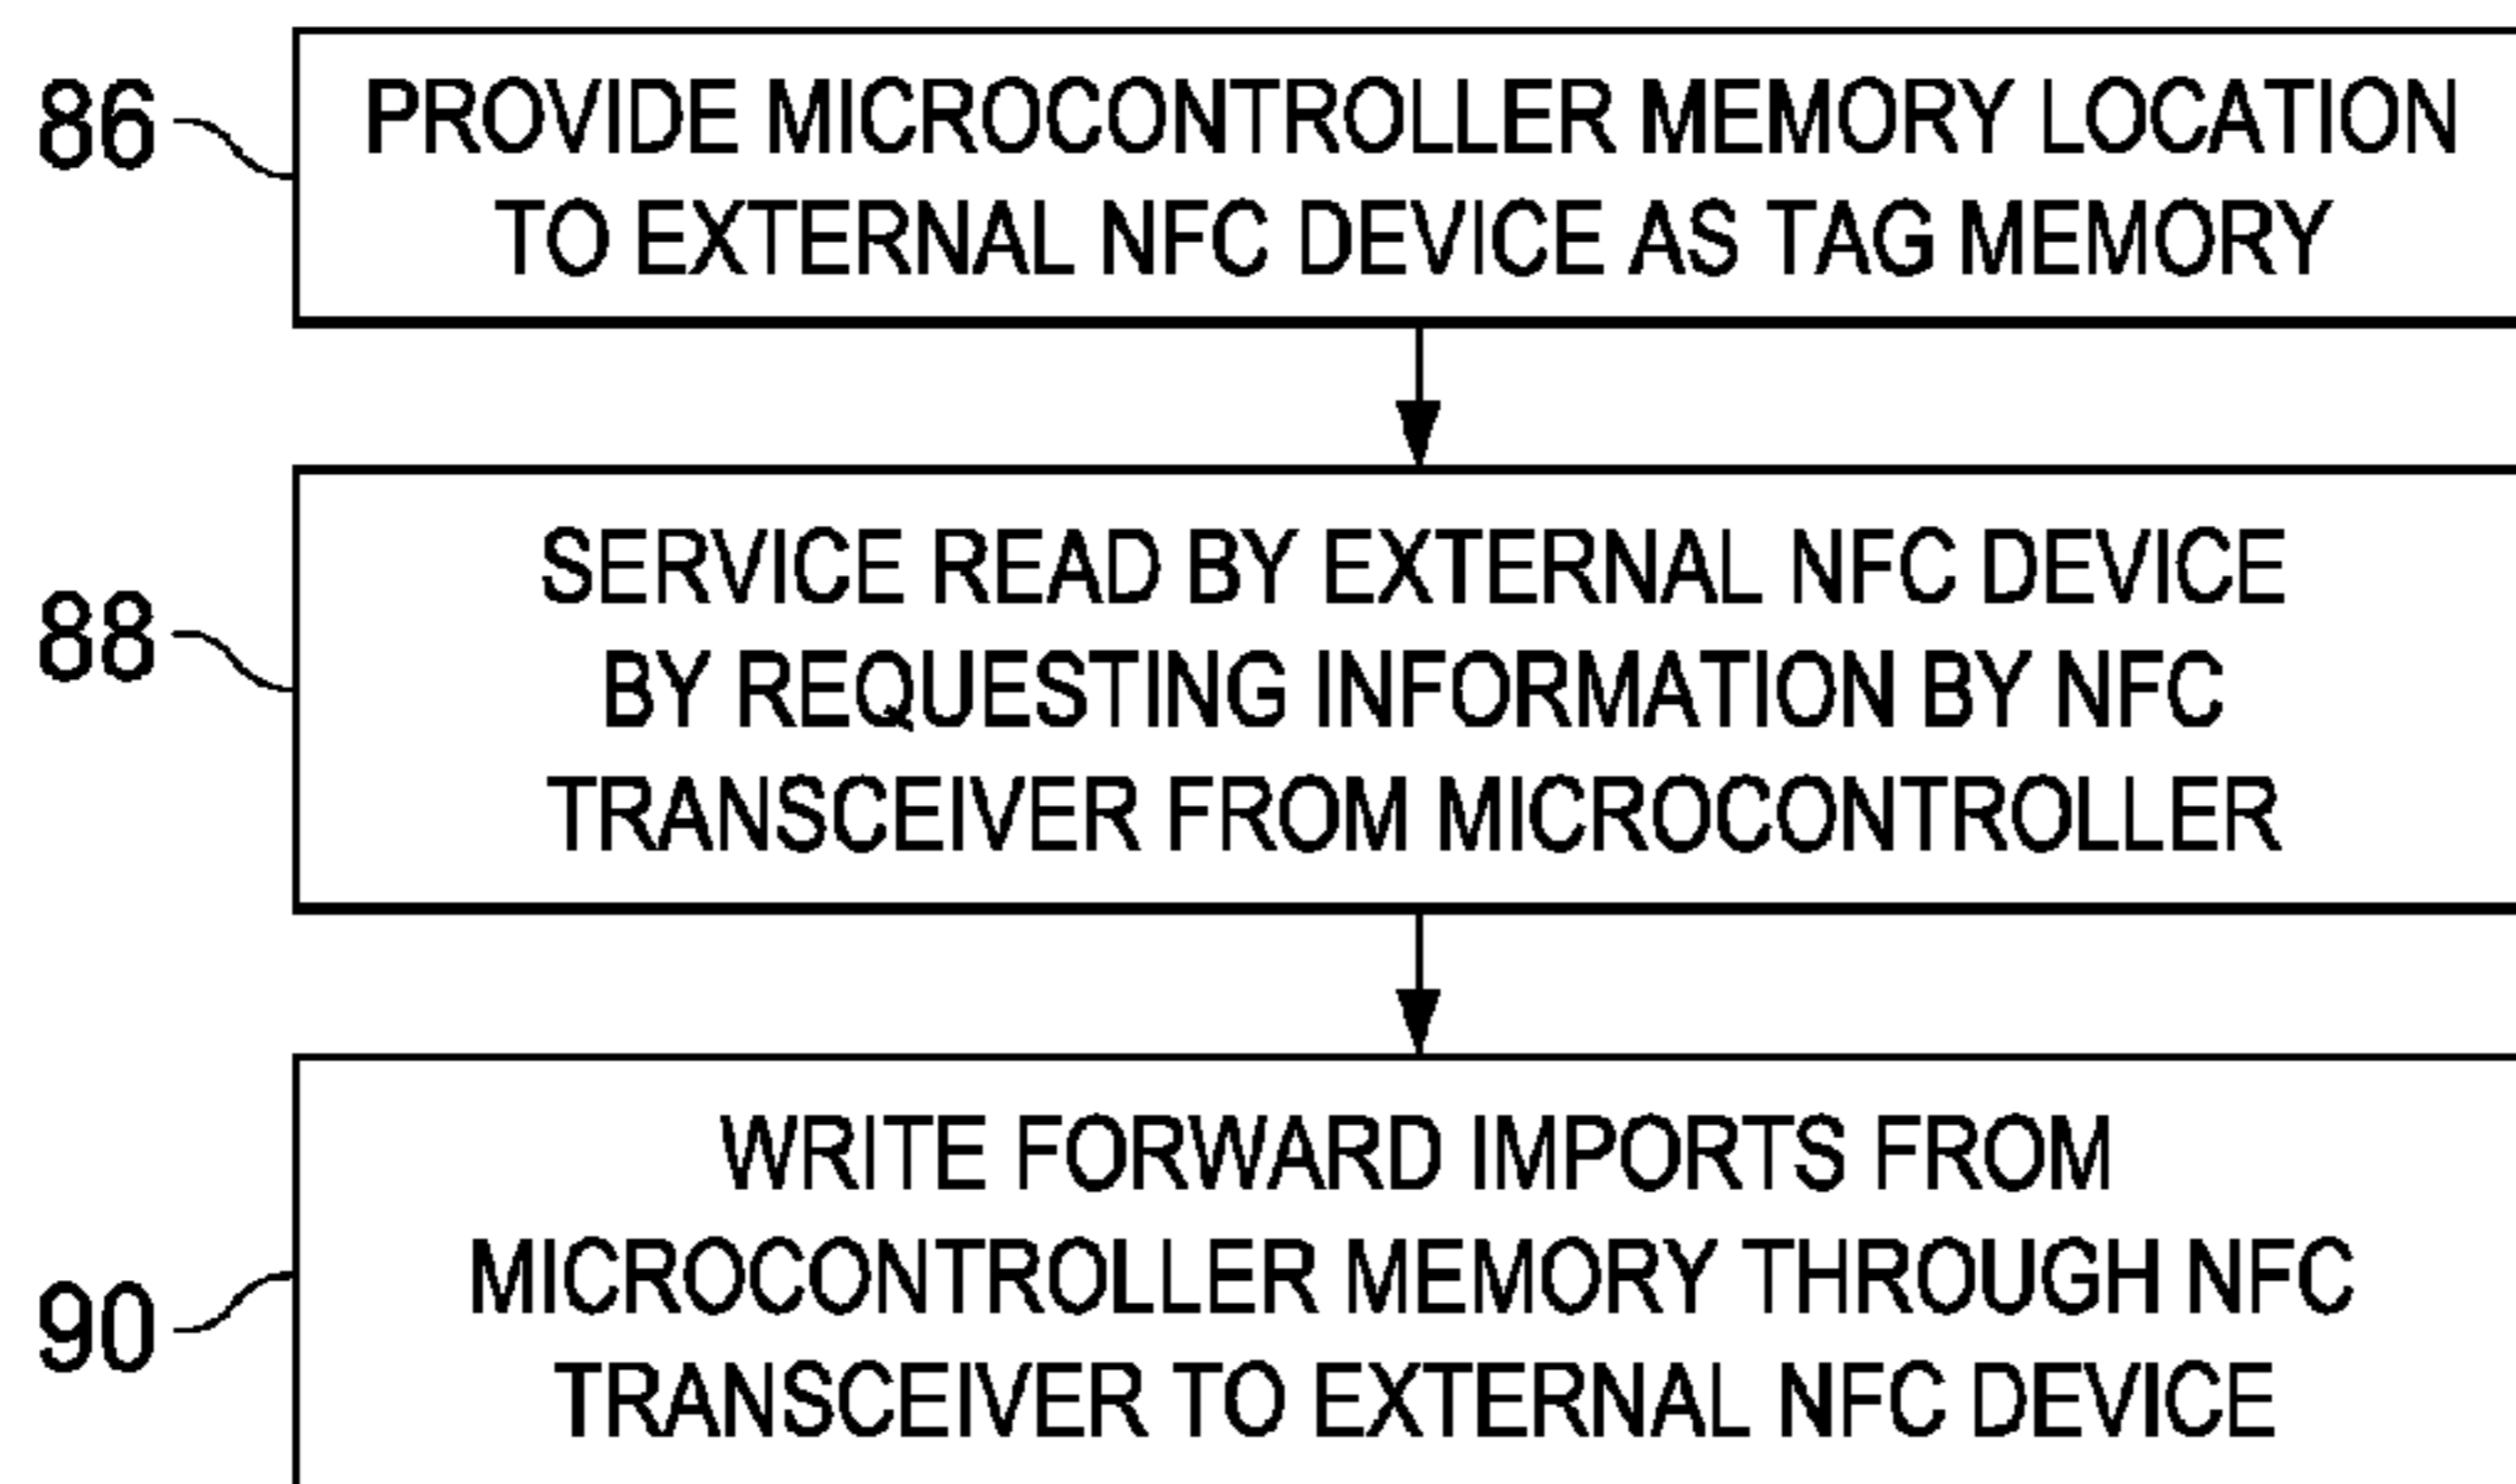 86
PROVIDE MICROCONTROLLER MEMORY LOCATION
TO EXTERNAL NFC DEVICE AS TAG MEMORY
88
SERVICE READ BY EXTERNAL NFC DEVICE
BY REQUESTING INFORMATION BY NFC
TRANSCEIVER FROM MICROCONTROLLER
90
WRITE FORWARD IMPORTS FROM
MICROCONTROLLER MEMORY THROUGH NFC
TRANSCEIVER TO EXTERNAL NFC DEVICE